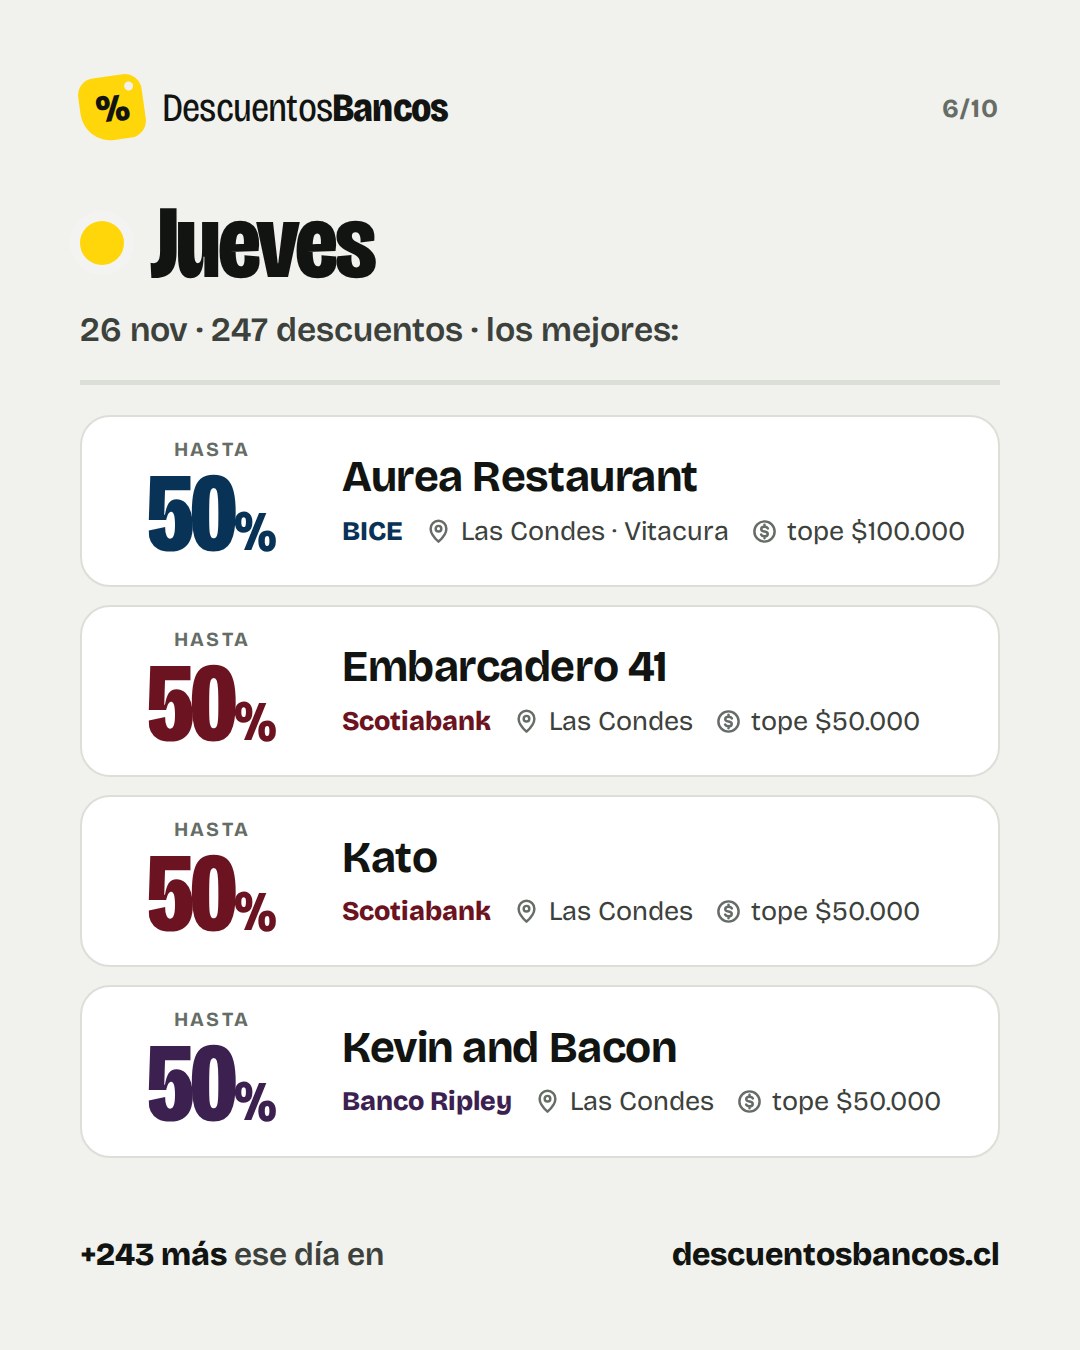 %
DescuentosBancos
6/10
Jueves
26 nov · 247 descuentos · los mejores:
HASTA
50%
Aurea Restaurant
BICE Las Condes · Vitacura tope $100.000
HASTA
50%
Embarcadero 41
Scotiabank Las Condes tope $50.000
HASTA
50%
Kato
Scotiabank Las Condes tope $50.000
HASTA
50%
Kevin and Bacon
Banco Ripley Las Condes tope $50.000
+243 más ese día en
descuentosbancos.cl